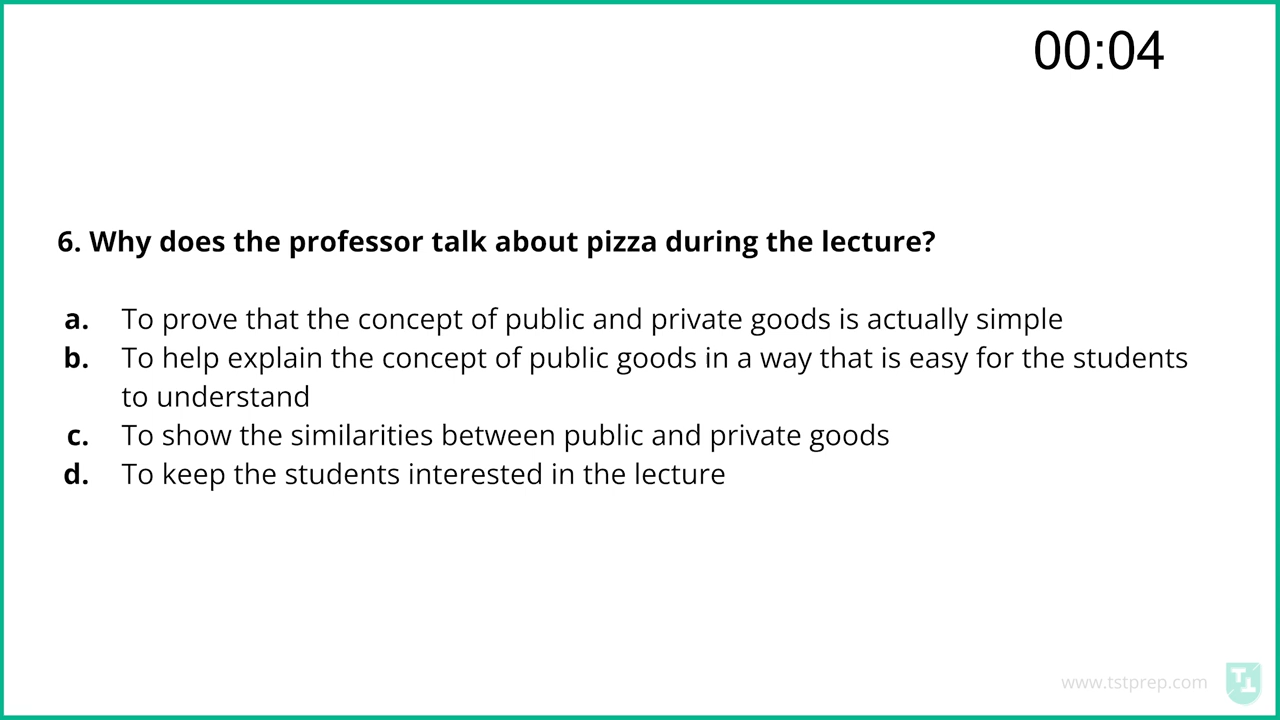 00:04
6. Why does the professor talk about pizza during the lecture?
a. To prove that the concept of public and private goods is actually simple
b. To help explain the concept of public goods in a way that is easy for the students
to understand
c. To show the similarities between public and private goods
d. To keep the students interested in the lecture
www.tstprep.com